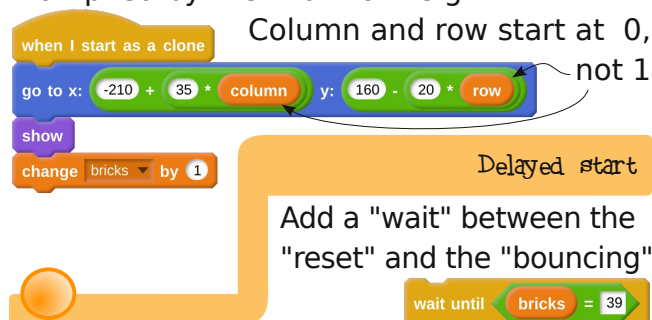 Column and row start at 0,
not 1
when I start as a clone
go to x: -210 + 35 * column y: 160 - 20 * row
show
change bricks by 1
Delayed start
Add a "wait" between the
"reset" and the "bouncing"
wait until bricks = 39